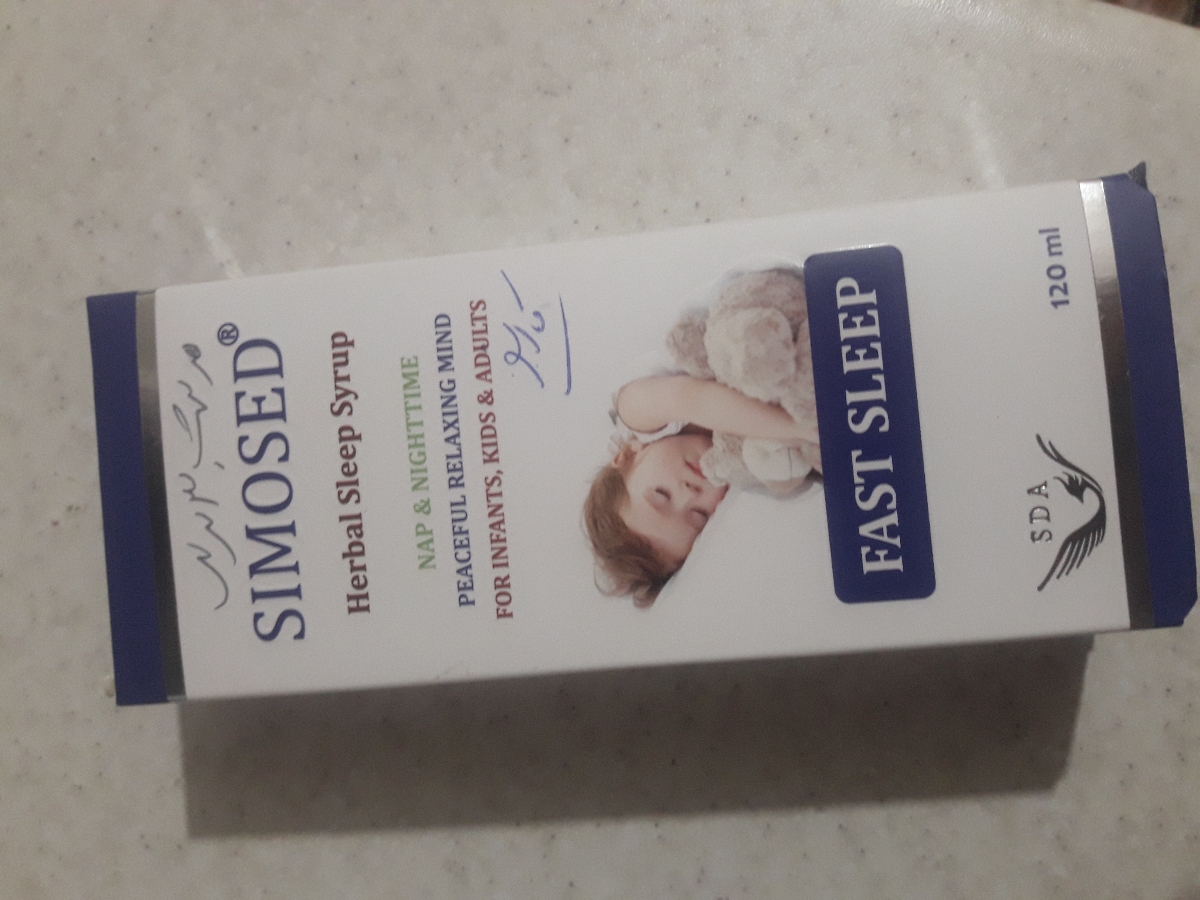 SIMOSED®
Herbal Sleep Syrup
NAP & NIGHTTIME
PEACEFUL RELAXING MIND
FOR INFANTS, KIDS & ADULTS
FAST SLEEP
SDA
120 ml